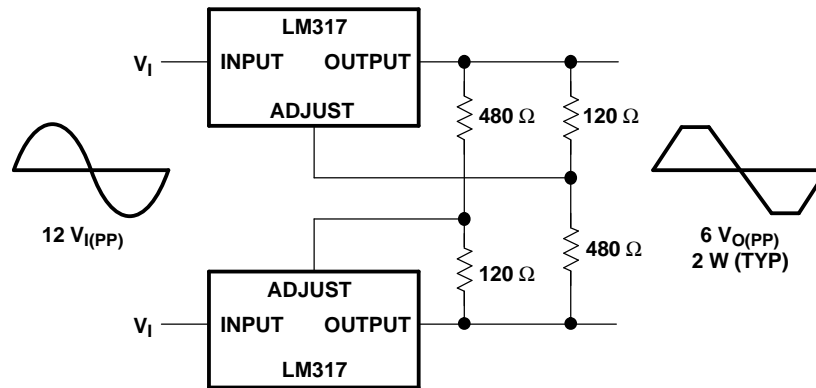 LM317
V_I
INPUT OUTPUT
ADJUST
480 Ω
120 Ω
12 V_I(PP)
6 V_O(PP)
2 W (TYP)
120 Ω
480 Ω
ADJUST
V_I
INPUT OUTPUT
LM317